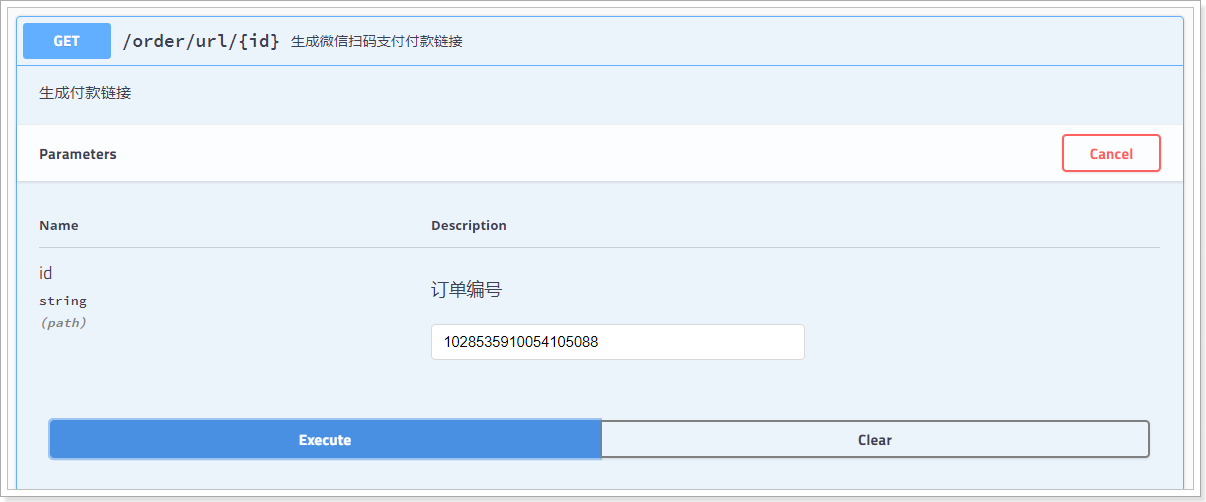 GET /order/url/{id} 生成微信扫码支付付款链接
生成付款链接
Parameters Cancel
Name Description
id
订单编号
string
(path)
1028535910054105088
Execute Clear